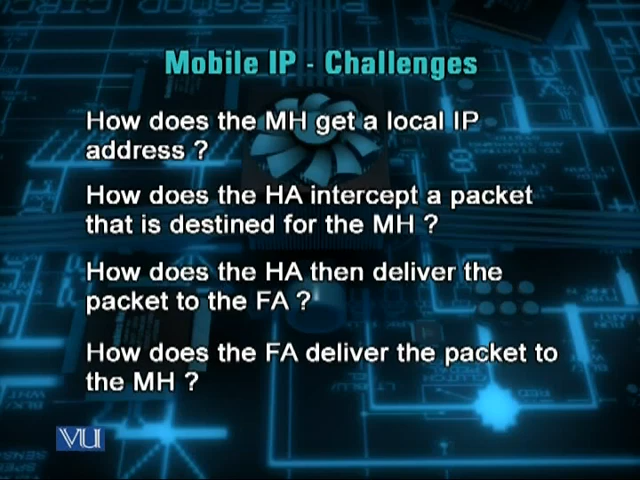 Mobile IP - Challenges
How does the MH get a local IP
address ?
How does the HA intercept a packet
that is destined for the MH ?
How does the HA then deliver the
packet to the FA ?
How does the FA deliver the packet to
the MH ?
VU